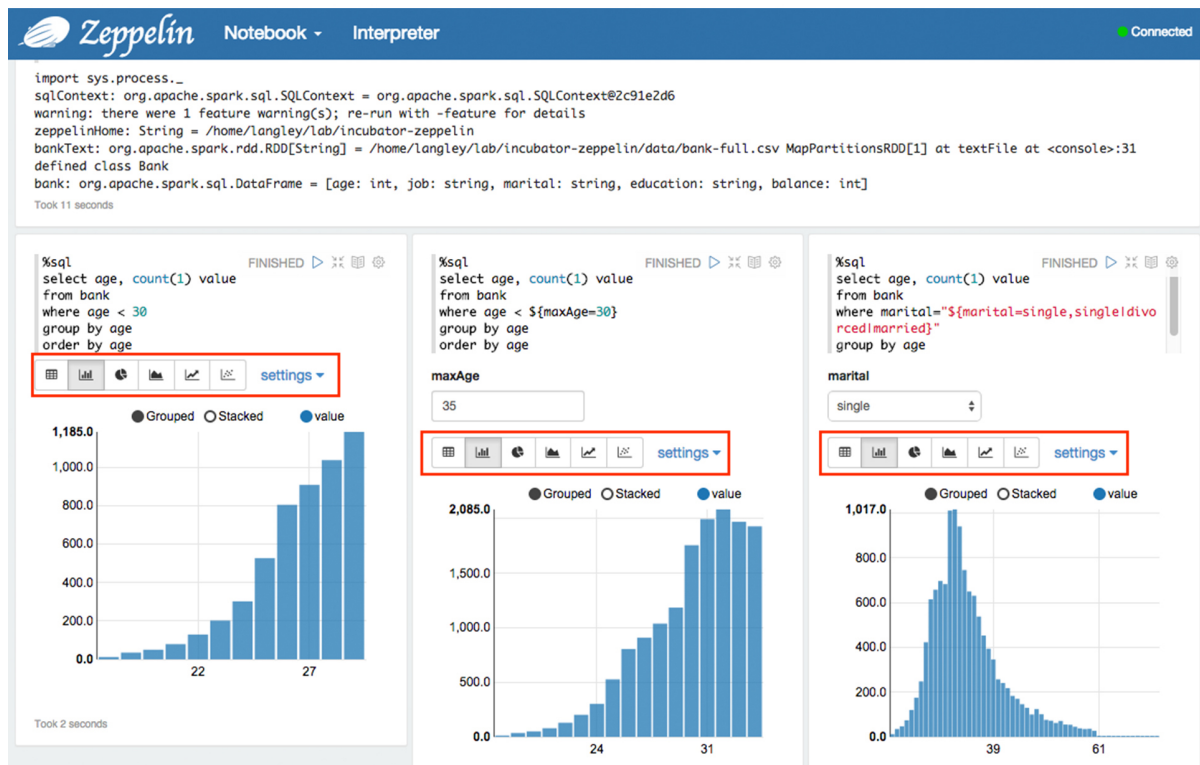 Zeppelin Notebook Interpreter Connected
import sys.process._
sqlContext: org.apache.spark.sql.SQLContext = org.apache.spark.sql.SQLContext@2c91e2d6
warning: there were 1 feature warning(s); re-run with -feature for details
zeppelinHome: String = /home/langley/lab/incubator-zeppelin
bankText: org.apache.spark.rdd.RDD[String] = /home/langley/lab/incubator-zeppelin/data/bank-full.csv MapPartitionsRDD[1] at textFile at <console>:31
defined class Bank
bank: org.apache.spark.sql.DataFrame = [age: int, job: string, marital: string, education: string, balance: int]
Took 11 seconds
%sql FINISHED
select age, count(1) value
from bank
where age < 30
group by age
order by age
settings
Grouped Stacked value
1,185.0
1,000.0
800.0
600.0
400.0
200.0
0.0
22 27
Took 2 seconds
%sql FINISHED
select age, count(1) value
from bank
where age < ${maxAge=30}
group by age
order by age
maxAge
35
settings
Grouped Stacked value
2,085.0
1,500.0
1,000.0
500.0
0.0
24 31
%sql FINISHED
select age, count(1) value
from bank
where marital="${marital=single,single|divo
rced|married}"
group by age
marital
single
settings
Grouped Stacked value
1,017.0
800.0
600.0
400.0
200.0
0.0
39 61